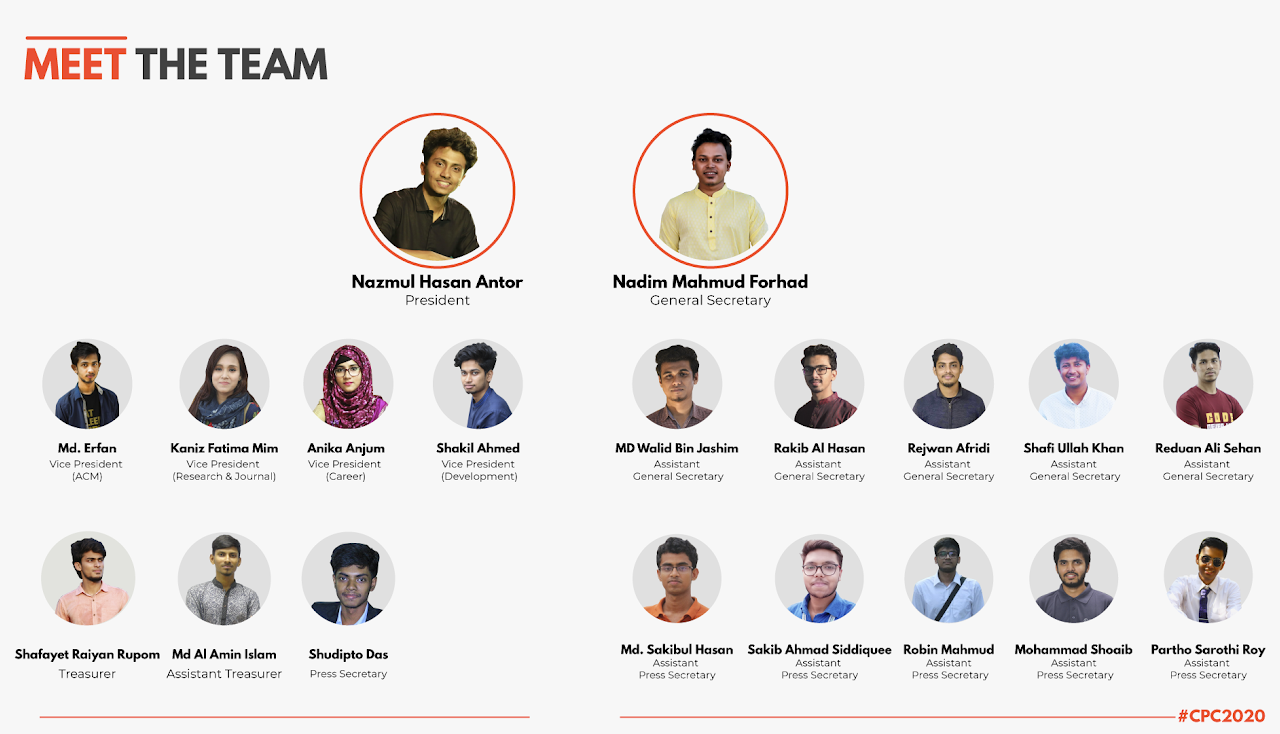 MEET THE TEAM
Nazmul Hasan Antor
President
Nadim Mahmud Forhad
General Secretary
Md. Erfan
Vice President
(ACM)
Kaniz Fatima Mim
Vice President
(Research & Journal)
Anika Anjum
Vice President
(Career)
Shakil Ahmed
Vice President
(Development)
MD Walid Bin Jashim
Assistant
General Secretary
Rakib Al Hasan
Assistant
General Secretary
Rejwan Afridi
Assistant
General Secretary
Shafi Ullah Khan
Assistant
General Secretary
Reduan Ali Sehan
Assistant
General Secretary
Shafayet Raiyan Rupom
Treasurer
Md Al Amin Islam
Assistant Treasurer
Shudipto Das
Press Secretary
Md. Sakibul Hasan
Assistant
Press Secretary
Sakib Ahmad Siddiquee
Assistant
Press Secretary
Robin Mahmud
Assistant
Press Secretary
Mohammad Shoaib
Assistant
Press Secretary
Partho Sarothi Roy
Assistant
Press Secretary
#CPC2020